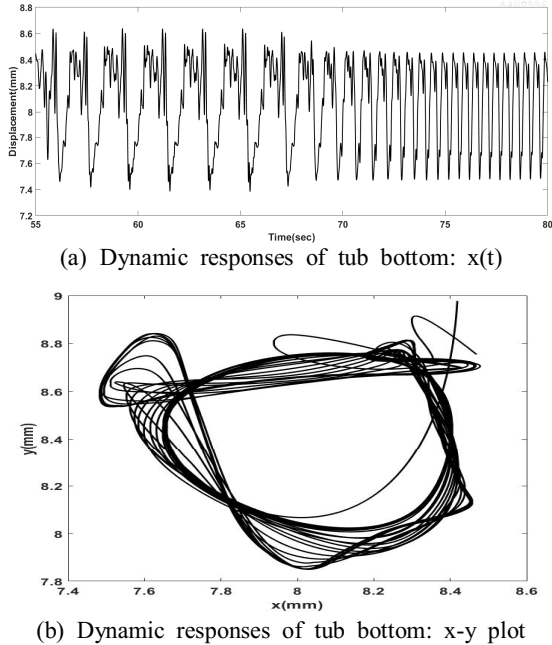 8.8
8.6
8.4
8.2
8
7.8
7.6
7.4
7.2
Displacement(mm)
55 60 65 70 75 80
Time(sec)
(a) Dynamic responses of tub bottom: x(t)
9
8.8
8.6
8.4
8.2
8
7.8
y(mm)
7.4 7.6 7.8 8 8.2 8.4 8.6
x(mm)
(b) Dynamic responses of tub bottom: x-y plot